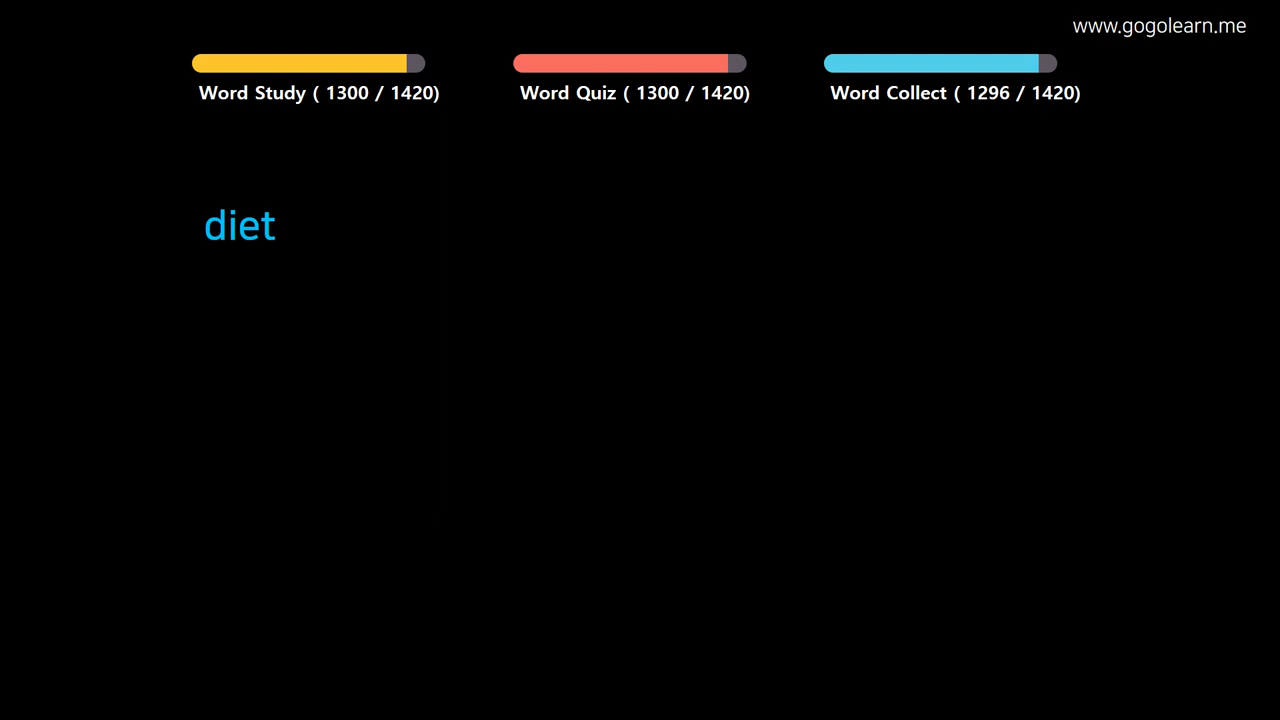 www.gogolearn.me
Word Study ( 1300 / 1420)
Word Quiz ( 1300 / 1420)
Word Collect ( 1296 / 1420)
diet